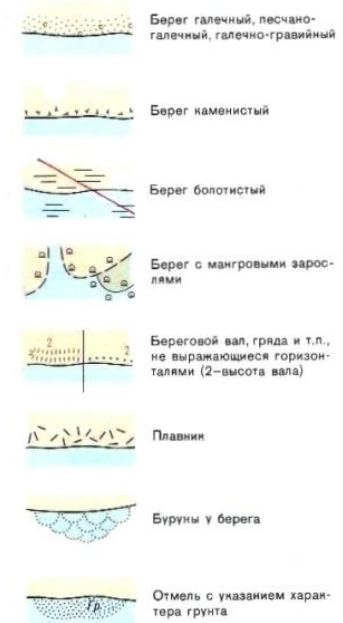 Берег галечный, песчано-
галечный, галечно-гравийный
Берег каменистый
Берег болотистый
Берег с мангровыми зарос-
лями
2
2
Береговой вал, гряда и т.п.,
не выражающиеся горизон-
талями (2–высота вала)
Плавник
Буруны у берега
Гр.
Отмель с указанием харак-
тера грунта